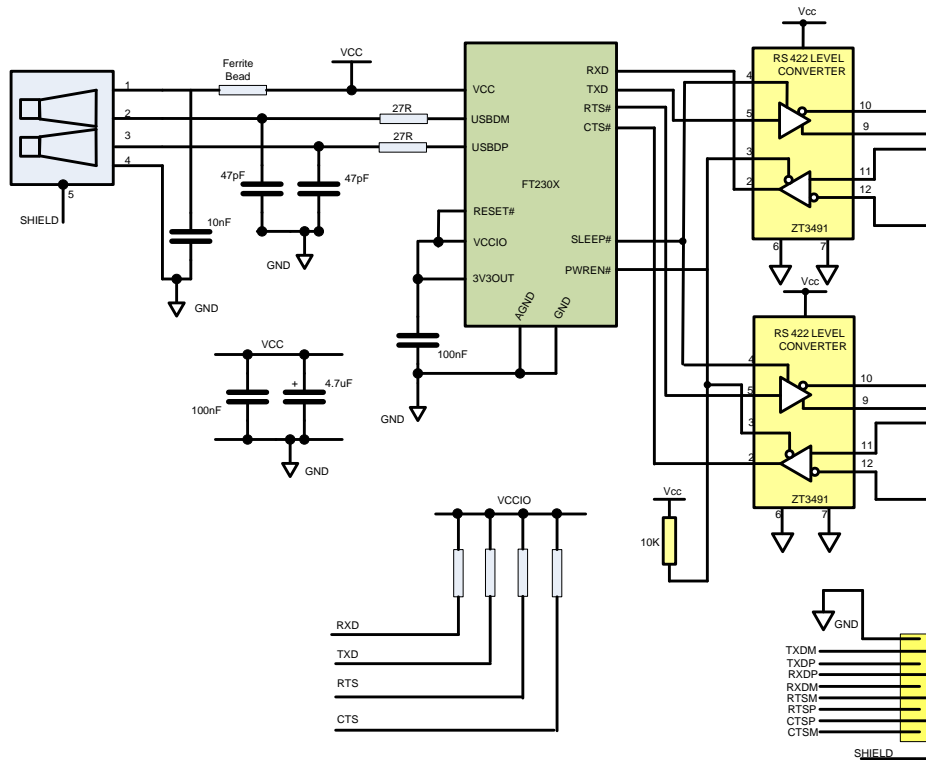 Vcc
RS 422 LEVEL
CONVERTER
4
10
5
9
3
11
2
12
ZT3491
6
7
VCC
Ferrite
Bead
1
2
3
4
5
SHIELD
27R
27R
47pF
47pF
10nF
GND
GND
VCC
USBDM
USBDP
FT230X
RESET#
VCCIO
3V3OUT
AGND
GND
RXD
TXD
RTS#
CTS#
SLEEP#
PWREN#
100nF
GND
VCC
100nF
+
4.7uF
GND
Vcc
RS 422 LEVEL
CONVERTER
4
10
5
9
3
11
2
12
ZT3491
6
7
Vcc
10K
VCCIO
RXD
TXD
RTS
CTS
GND
TXDM
TXDP
RXDP
RXDM
RTSM
RTSP
CTSP
CTSM
SHIELD